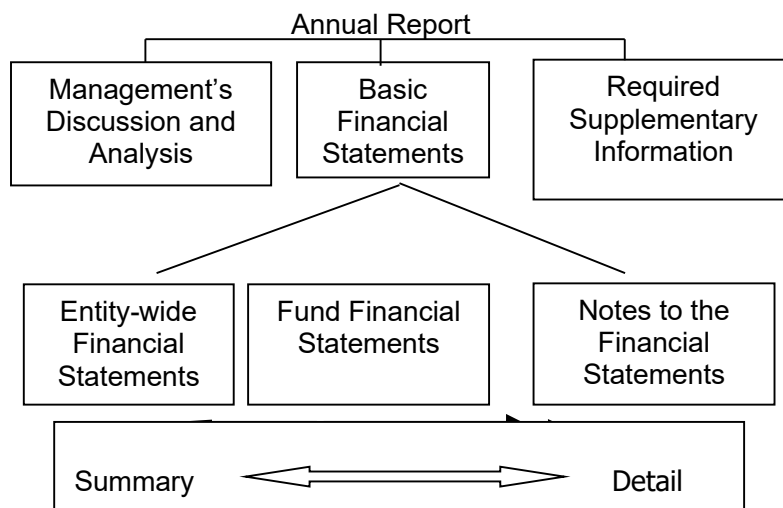 Annual Report
Management’s
Discussion and
Analysis
Basic
Financial
Statements
Required
Supplementary
Information
Entity-wide
Financial
Statements
Fund Financial
Statements
Notes to the
Financial
Statements
Summary
Detail